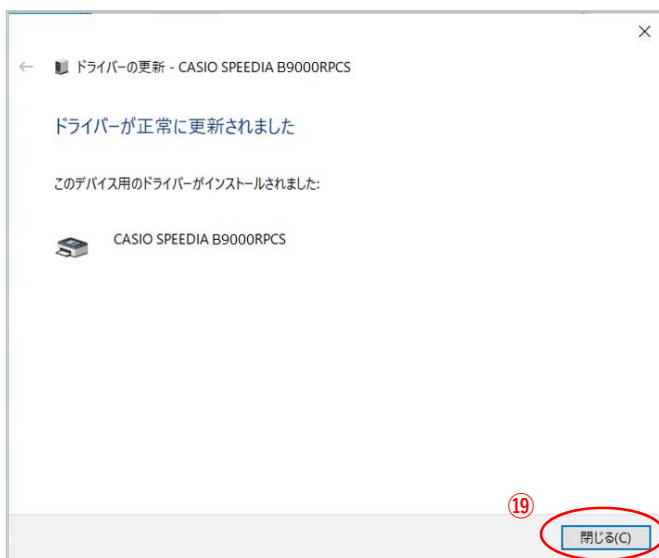 ドライバーの更新 - CASIO SPEEDIA B9000RPCS
ドライバーが正常に更新されました
このデバイス用のドライバーがインストールされました:
CASIO SPEEDIA B9000RPCS
⑲
閉じる(C)